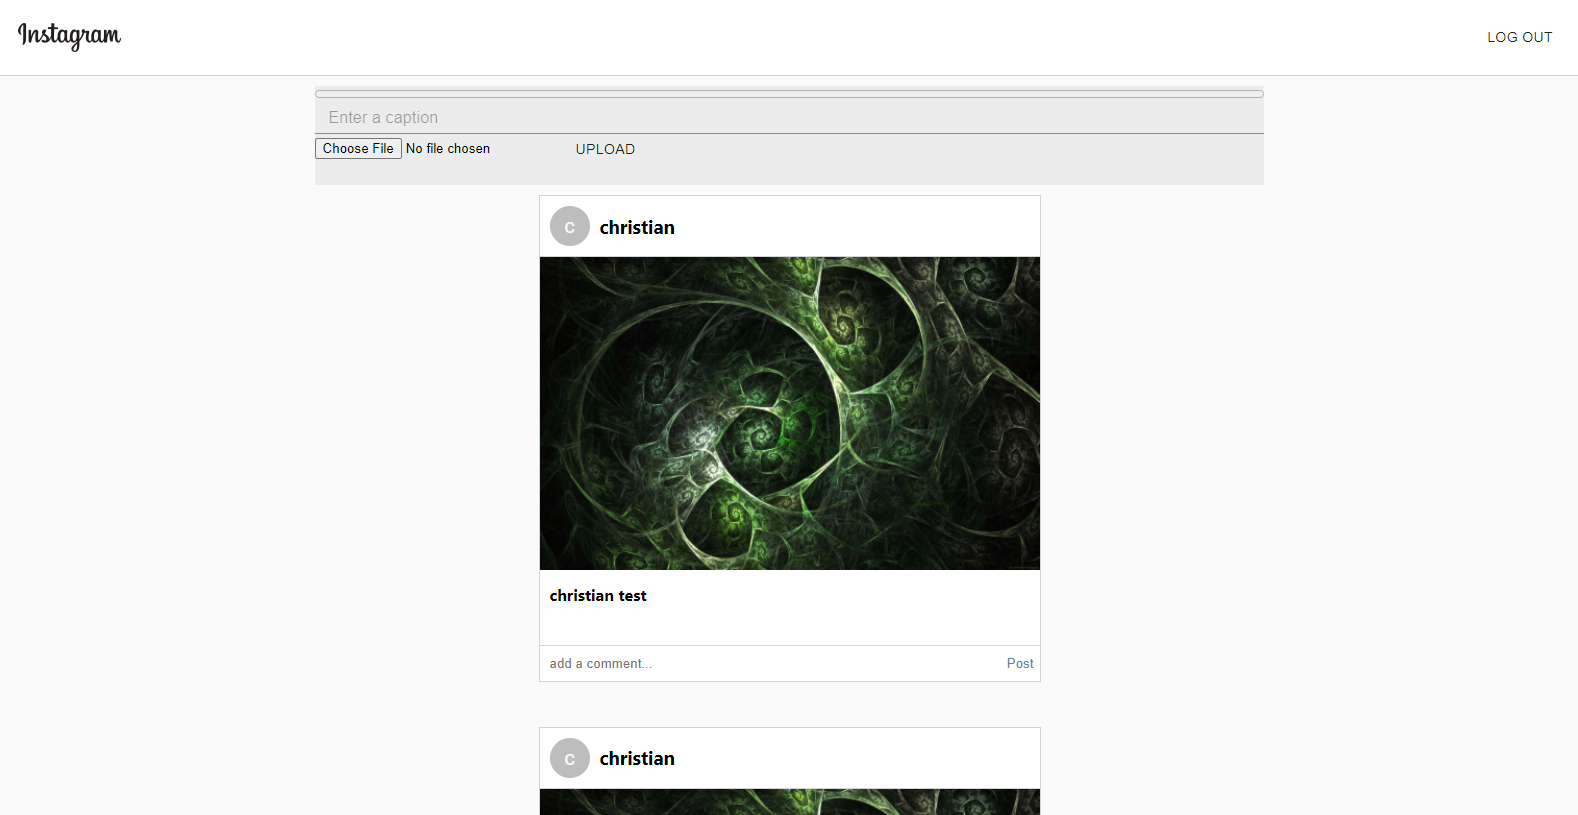 Instagram
LOG OUT
Enter a caption
Choose File No file chosen
UPLOAD
C
christian
christian test
add a comment...
Post
C
christian